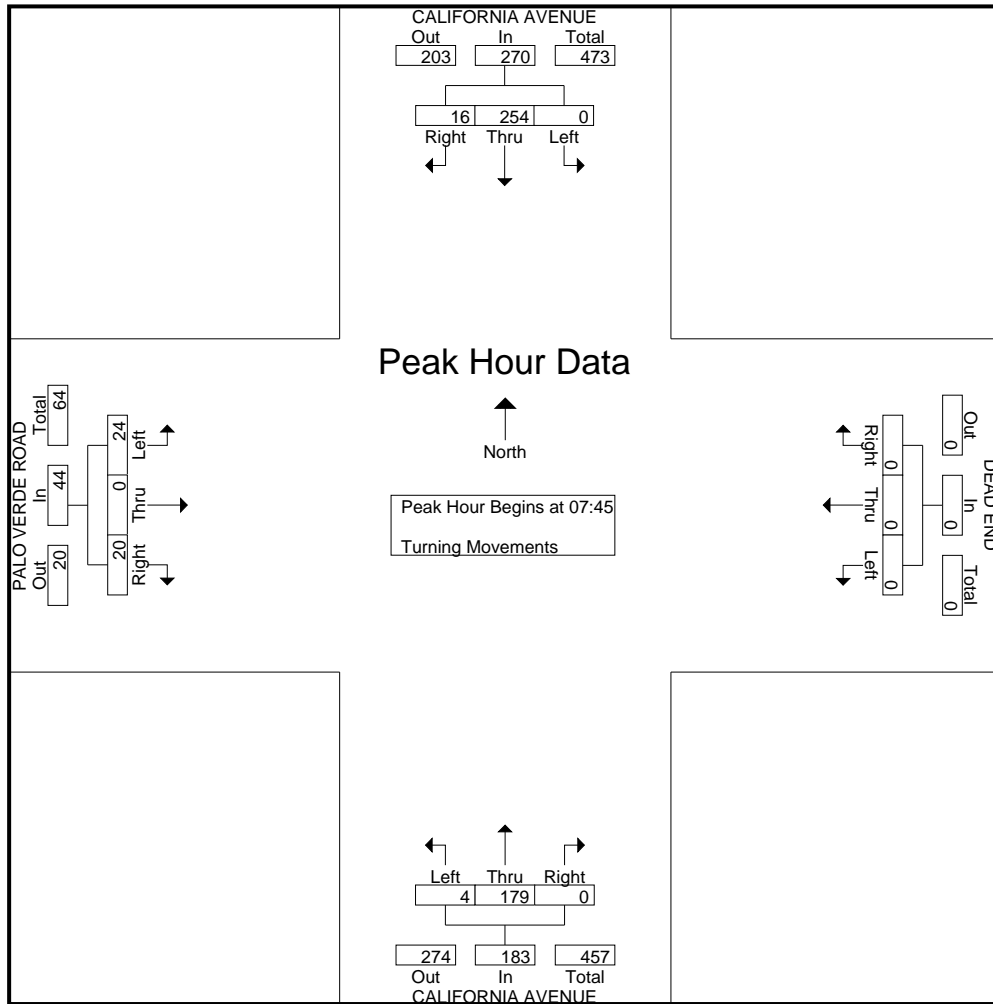 CALIFORNIA AVENUE
Out In Total
203 270 473
16 254 0
Right Thru Left
Peak Hour Data
North
Peak Hour Begins at 07:45
Turning Movements
PALO VERDE ROAD
Out In Total
20 44 64
20 0 24
Right Thru Left
DEAD END
Out In Total
0 0 0
0 0 0
Right Thru Left
Left Thru Right
4 179 0
274 183 457
Out In Total
CALIFORNIA AVENUE